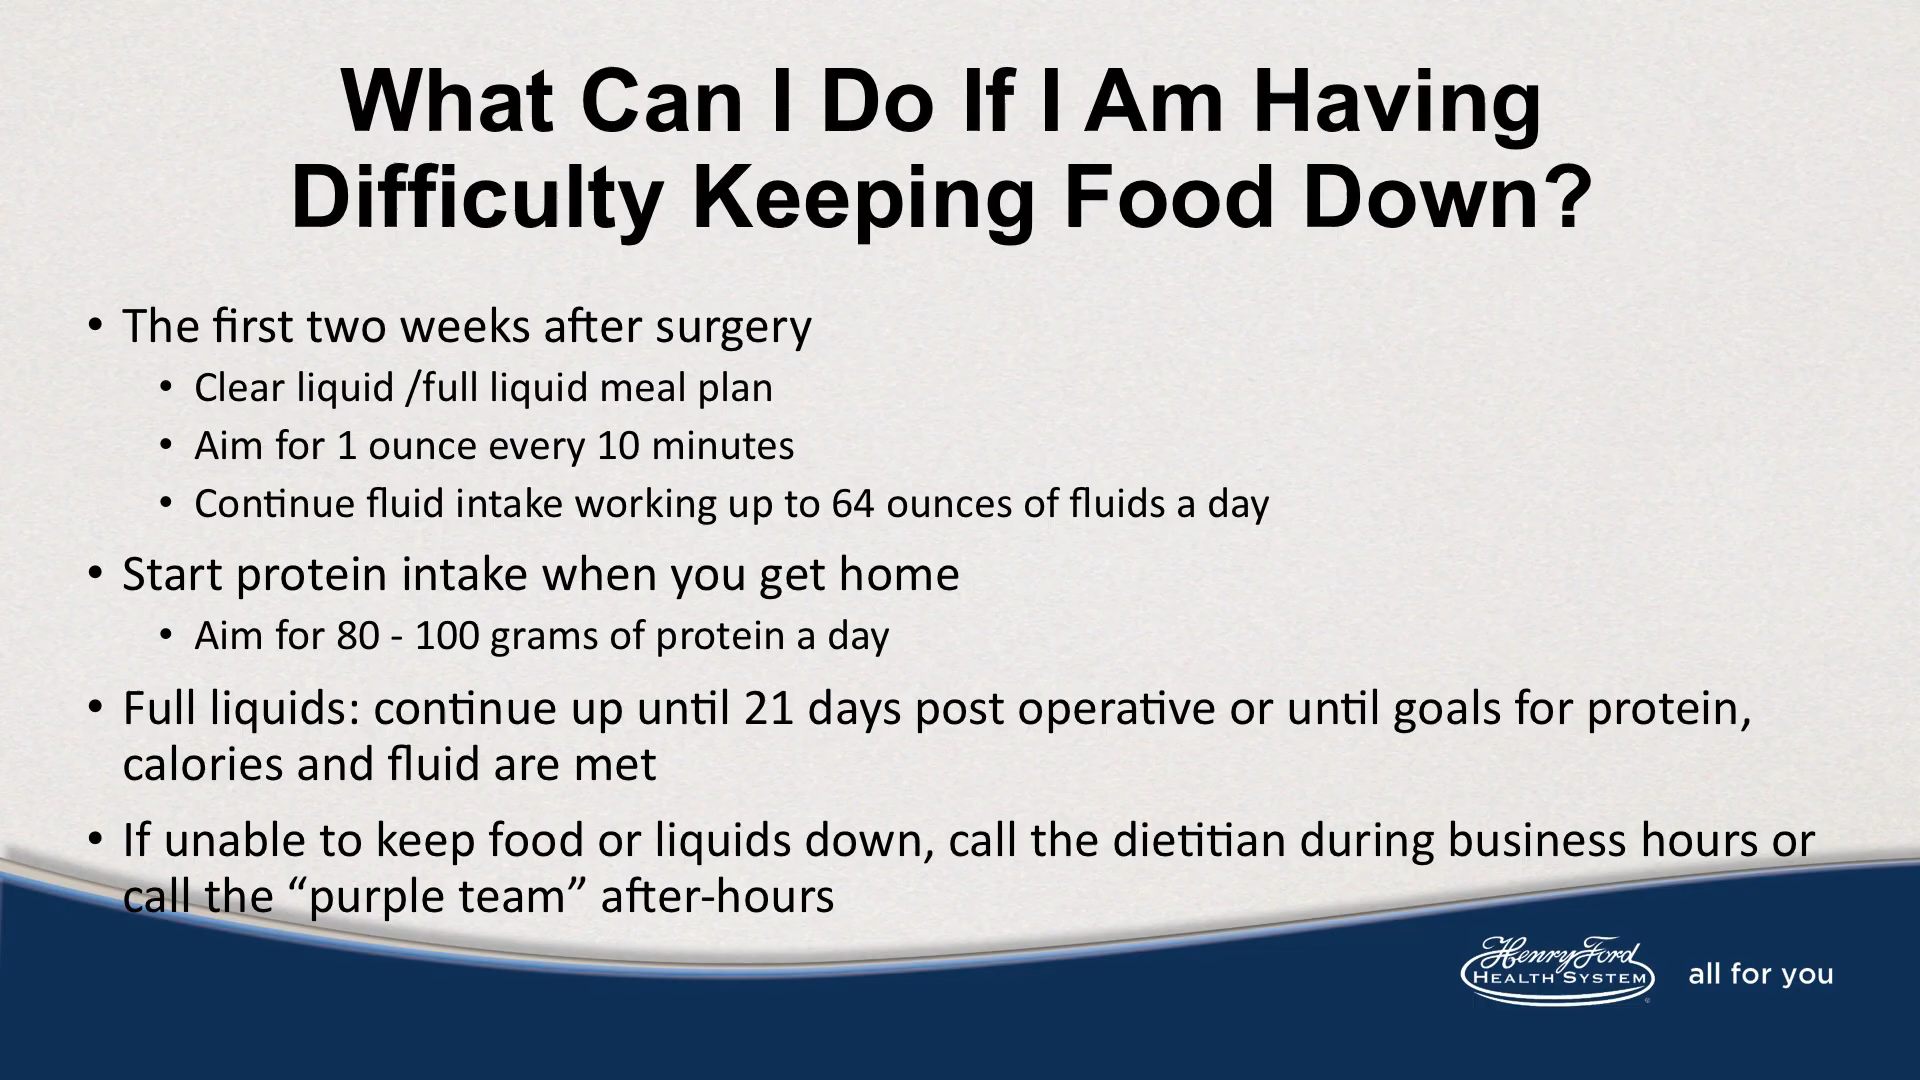 What Can I Do If I Am Having
Difficulty Keeping Food Down?
• The first two weeks after surgery
• Clear liquid /full liquid meal plan
• Aim for 1 ounce every 10 minutes
• Continue fluid intake working up to 64 ounces of fluids a day
• Start protein intake when you get home
• Aim for 80 - 100 grams of protein a day
• Full liquids: continue up until 21 days post operative or until goals for protein,
calories and fluid are met
• If unable to keep food or liquids down, call the dietitian during business hours or
call the “purple team” after-hours
Henry Ford
HEALTH SYSTEM
all for you